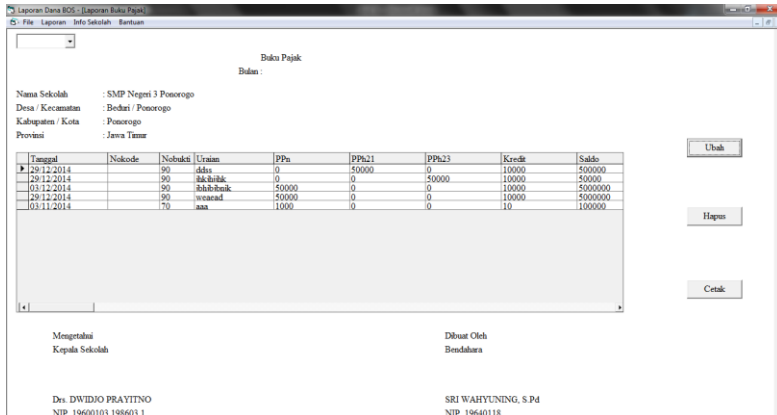 Laporan Dana BOS - [Laporan Buku Pajak]
File Laporan Info Sekolah Bantuan
Buku Pajak
Bulan :
Nama Sekolah : SMP Negeri 3 Ponorogo
Desa / Kecamatan : Beduri / Ponorogo
Kabupaten / Kota : Ponorogo
Provinsi : Jawa Timur
Ubah
Tanggal Nokode Nobukti Uraian PPn PPh21 PPh23 Kredit Saldo
29/12/2014 90 ddss 0 50000 0 10000 500000
29/12/2014 90 0 0 50000 10000 50000
03/12/2014 90 50000 0 0 10000 5000000
29/12/2014 90 weaead 50000 0 0 10000 5000000
03/11/2014 70 aaa 1000 0 0 10 100000
Hapus
Cetak
Mengetahui Dibuat Oleh
Kepala Sekolah Bendahara
Drs. DWIDJO PRAYITNO SRI WAHYUNING, S.Pd
NIP. 19600103 198603 1 NIP. 19640118